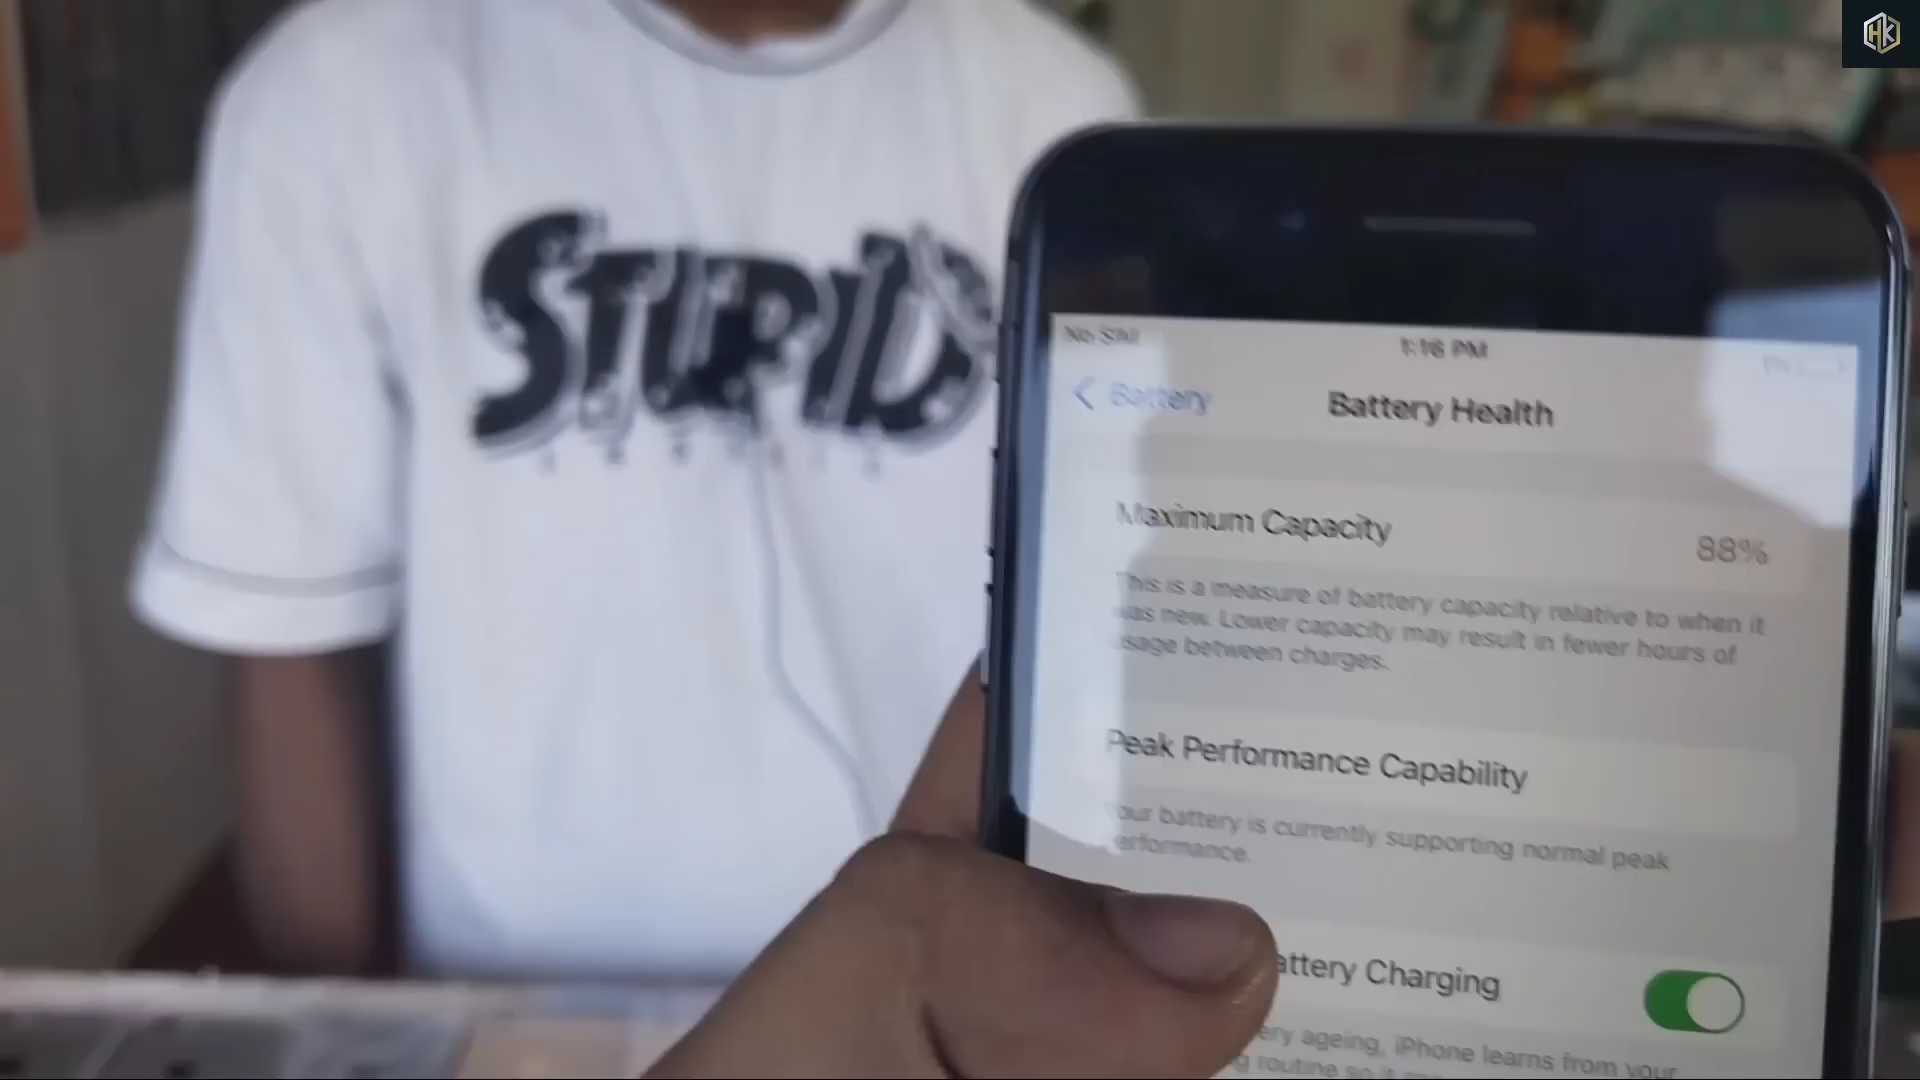 HK
STUPID
No SIM
1:16 PM
Battery
Battery Health
Maximum Capacity
88%
This is a measure of battery capacity relative to when it
was new. Lower capacity may result in fewer hours of
usage between charges.
Peak Performance Capability
Your battery is currently supporting normal peak
performance.
attery Charging
ery ageing, iPhone learns from your
g routine so it